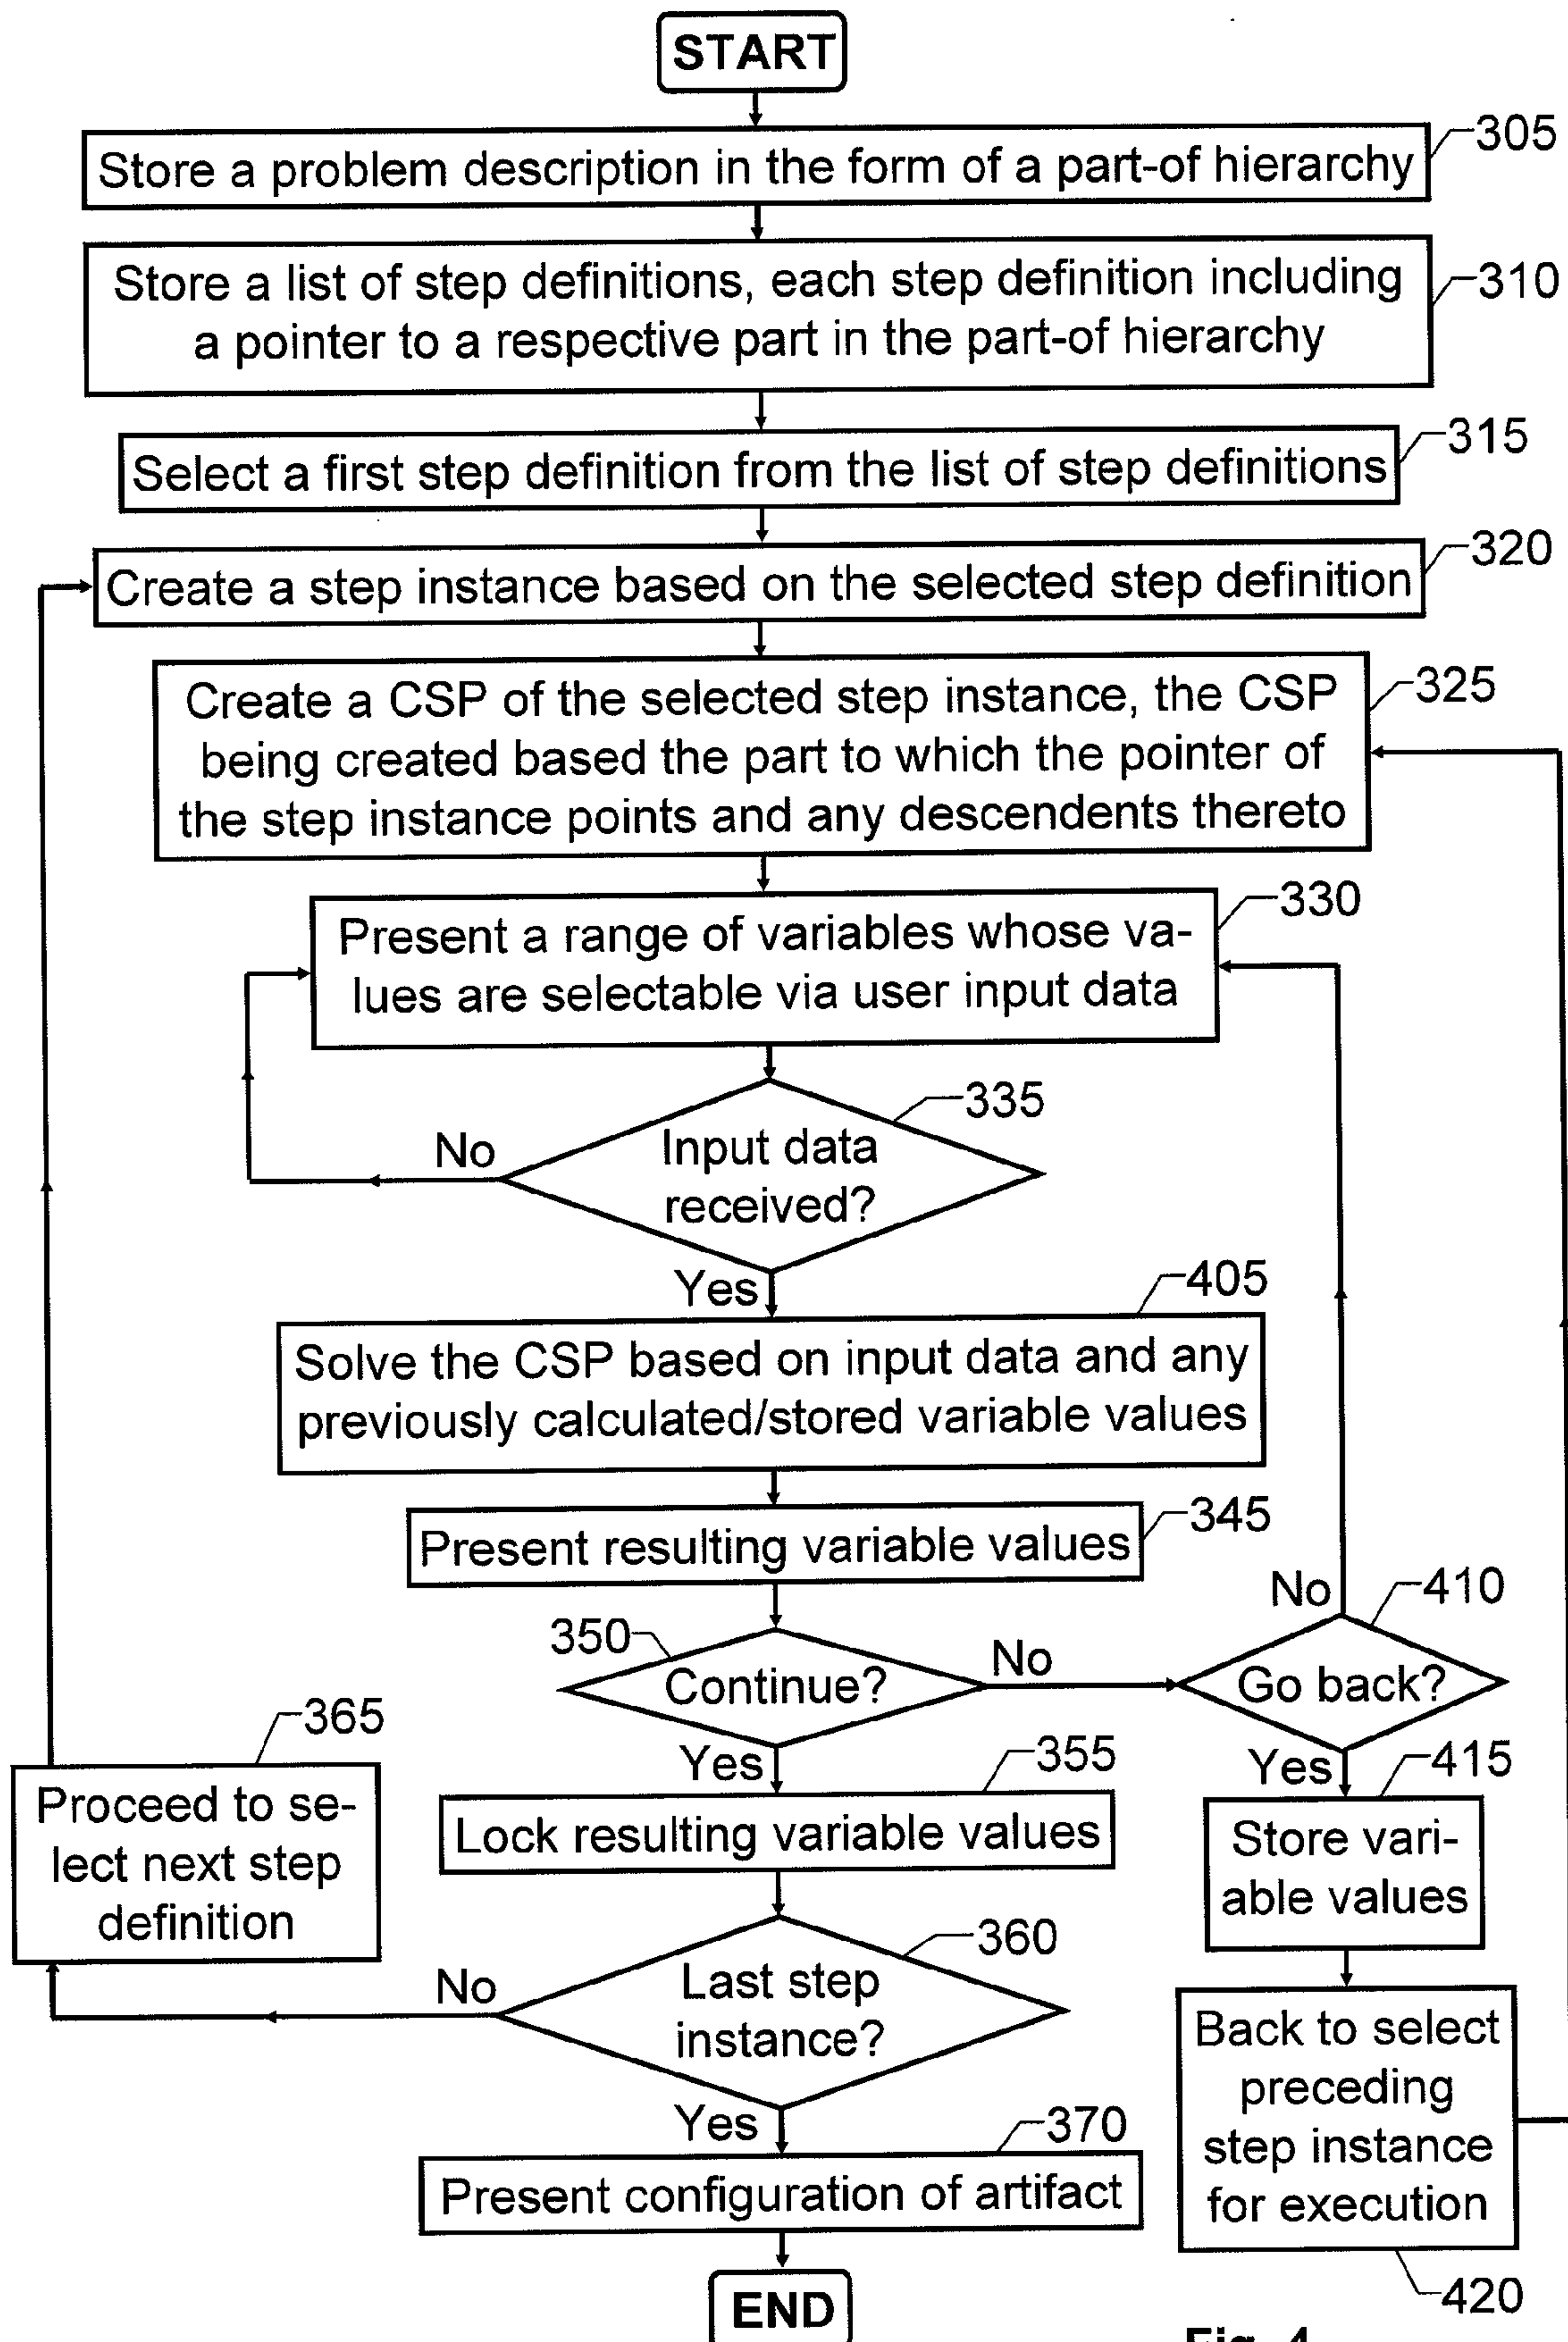 START
305
Store a problem description in the form of a part-of hierarchy
310
Store a list of step definitions, each step definition including
a pointer to a respective part in the part-of hierarchy
315
Select a first step definition from the list of step definitions
320
Create a step instance based on the selected step definition
325
Create a CSP of the selected step instance, the CSP
being created based the part to which the pointer of
the step instance points and any descendents thereto
330
Present a range of variables whose va-
lues are selectable via user input data
335
Input data
received?
No
Yes
405
Solve the CSP based on input data and any
previously calculated/stored variable values
345
Present resulting variable values
350
Continue?
No
No
410
Go back?
Yes
355
Yes
415
365
Proceed to se-
lect next step
definition
Lock resulting variable values
Store vari-
able values
360
Last step
instance?
No
Back to select
preceding
step instance
for execution
Yes
370
Present configuration of artifact
420
END
Fig. 4